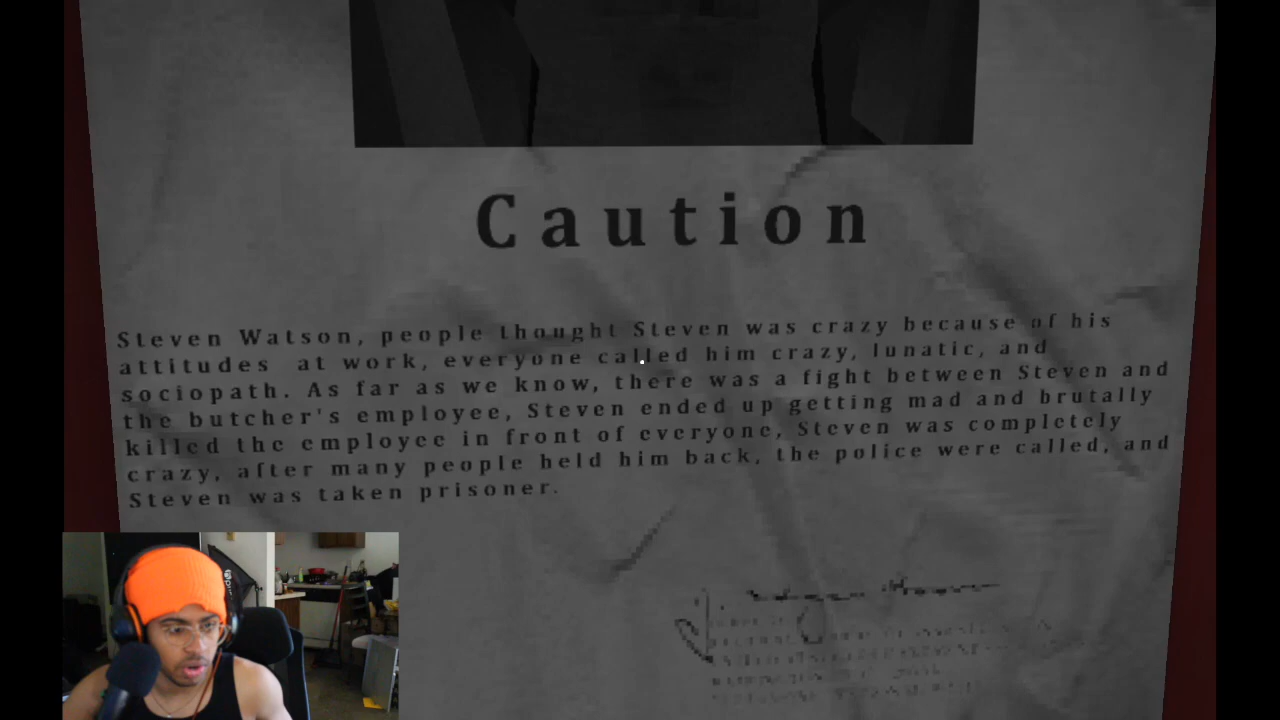 Caution
Steven Watson, people thought Steven was crazy because of his
attitudes at work, everyone called him crazy, lunatic, and
sociopath. As far as we know, there was a fight between Steven and
the butcher's employee, Steven ended up getting mad and brutally
killed the employee in front of everyone, Steven was completely
crazy, after many people held him back, the police were called, and
Steven was taken prisoner.